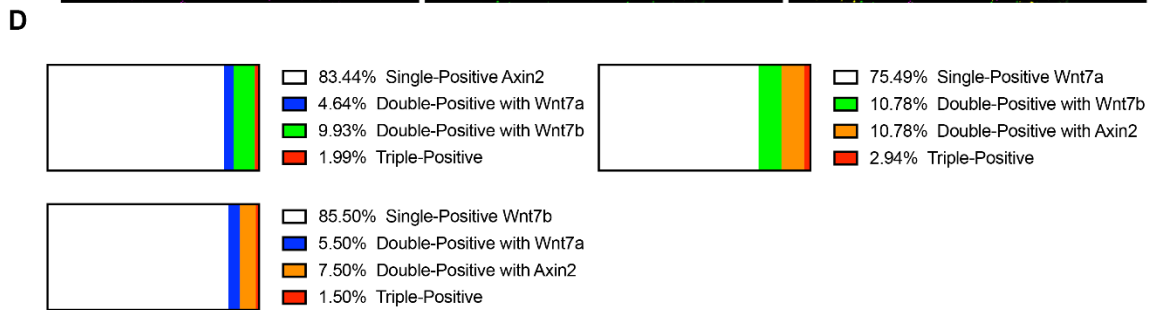 D
83.44% Single-Positive Axin2
4.64% Double-Positive with Wnt7a
9.93% Double-Positive with Wnt7b
1.99% Triple-Positive
75.49% Single-Positive Wnt7a
10.78% Double-Positive with Wnt7b
10.78% Double-Positive with Axin2
2.94% Triple-Positive
85.50% Single-Positive Wnt7b
5.50% Double-Positive with Wnt7a
7.50% Double-Positive with Axin2
1.50% Triple-Positive